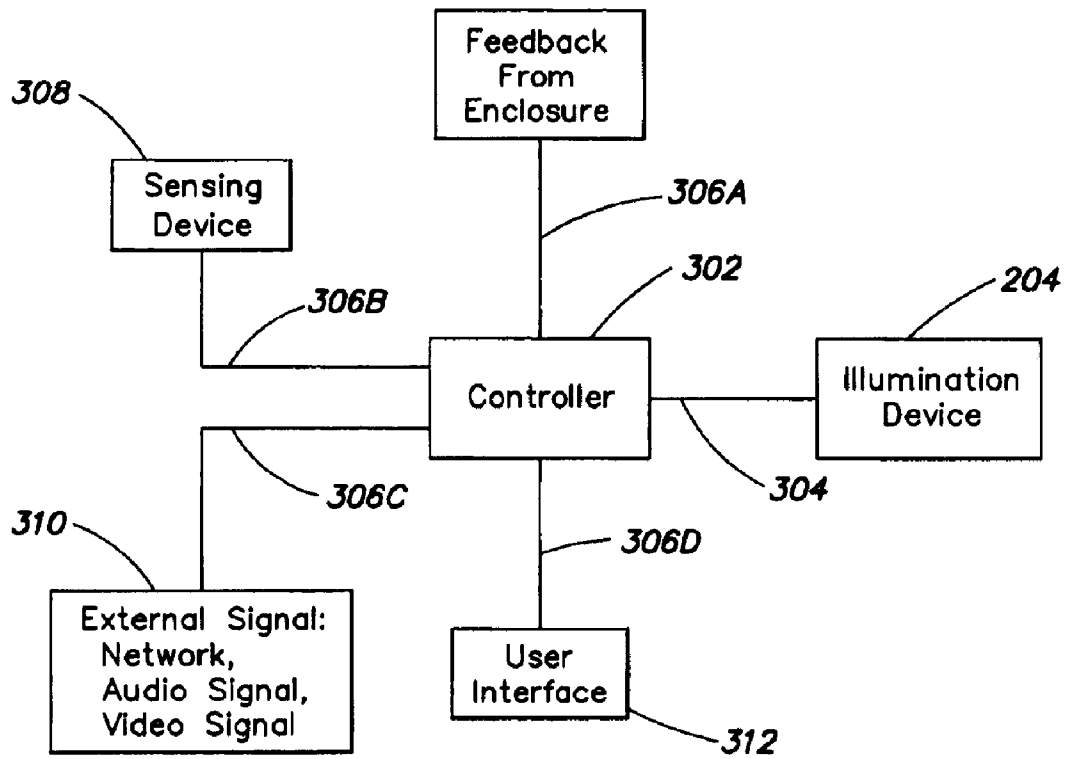 Feedback
From
Enclosure
308
Sensing
Device
306A
302
204
306B
Controller
Illumination
Device
306C
304
310
306D
External Signal:
Network,
Audio Signal,
Video Signal
User
Interface
312